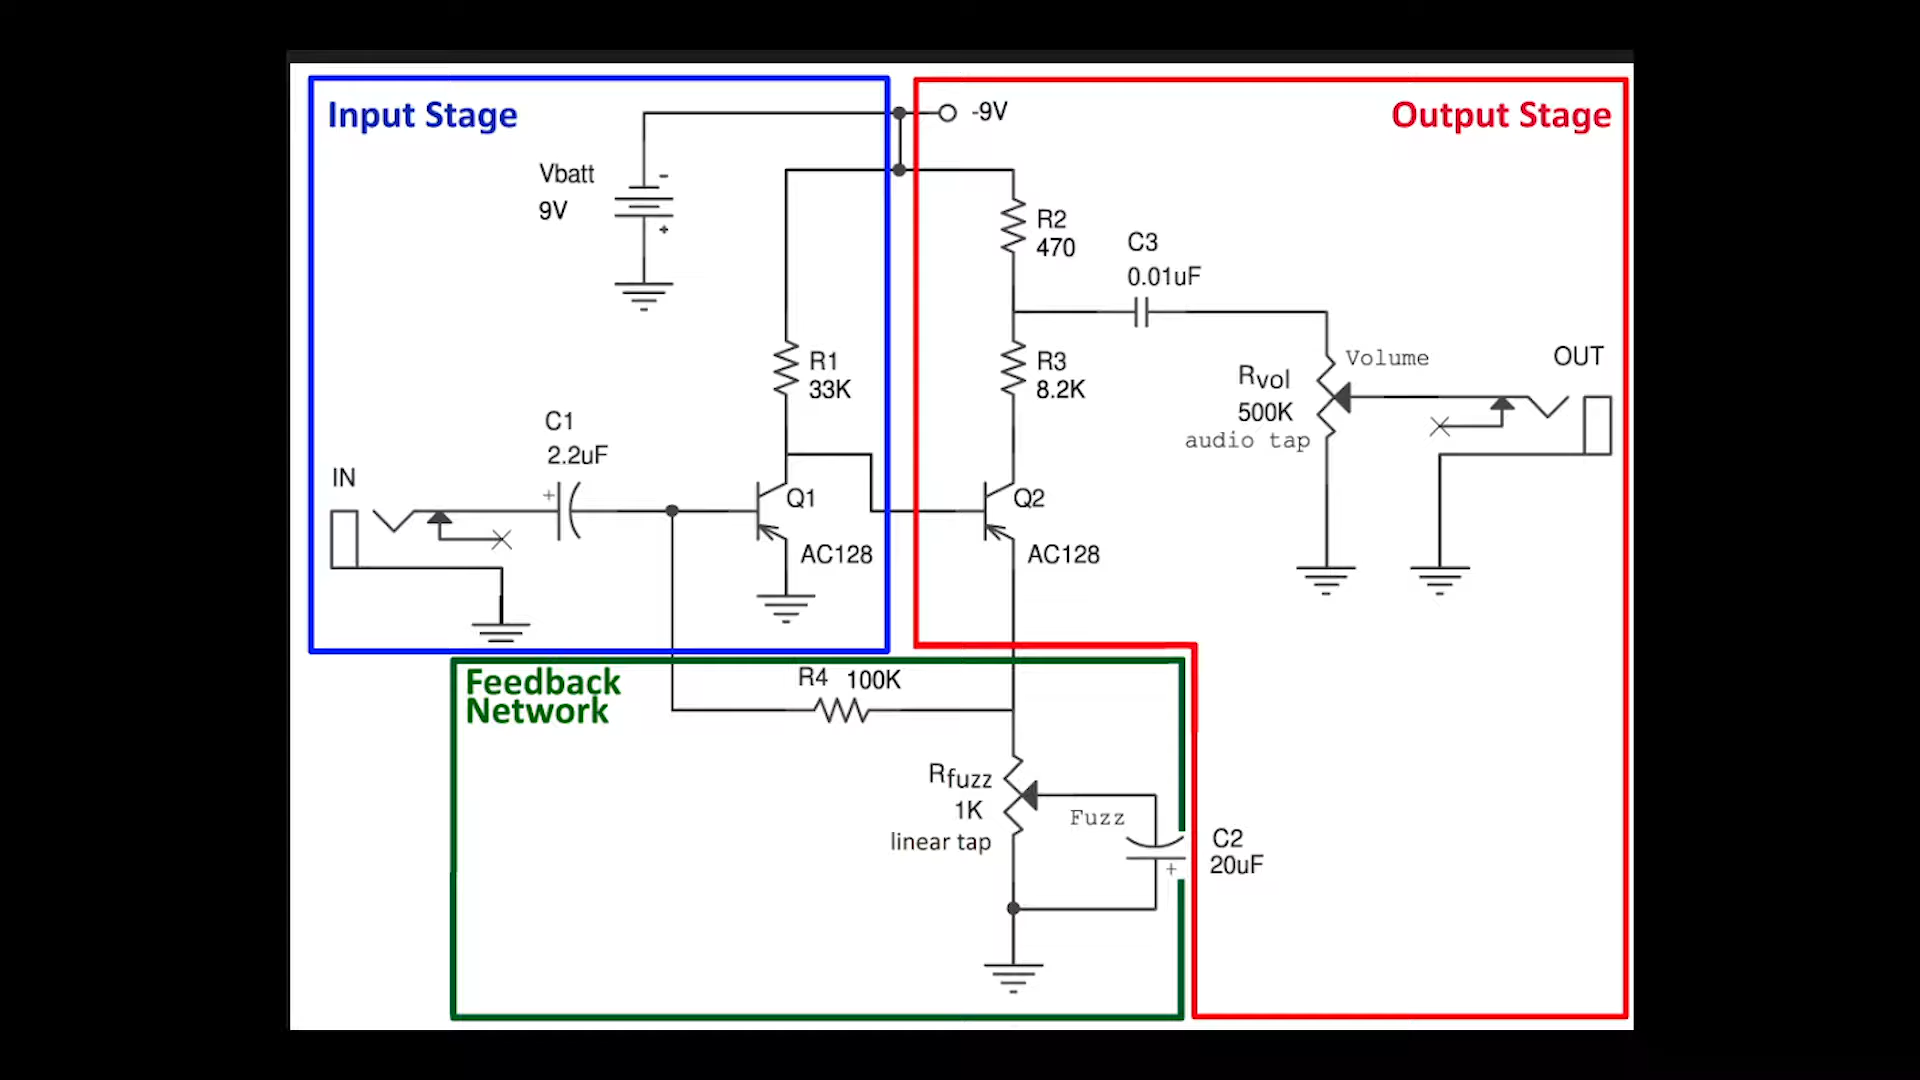 Input Stage
Output Stage
-9V
Vbatt
9V
-
+
R2
470
C3
0.01uF
R1
33K
R3
8.2K
Volume
OUT
Rvol
500K
audio tap
C1
2.2uF
IN
+
Q1
Q2
AC128
AC128
Feedback
Network
R4 100K
Rfuzz
1K
linear tap
Fuzz
C2
20uF
+